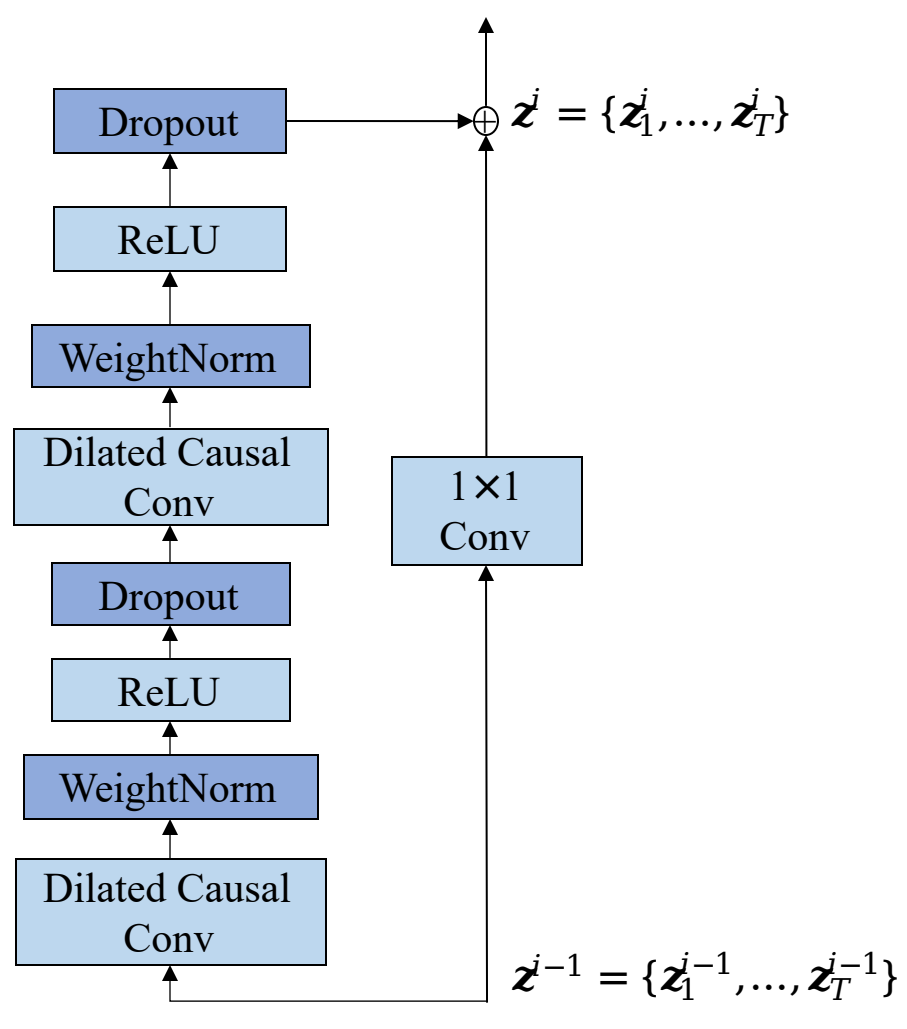 Dropout
𝒛^i = {𝒛_1^i,...,𝒛_T^i}
ReLU
WeightNorm
Dilated Causal
Conv
1×1
Conv
Dropout
ReLU
WeightNorm
Dilated Causal
Conv
𝒛^{i−1} = {𝒛_1^{i−1},...,𝒛_T^{i−1}}